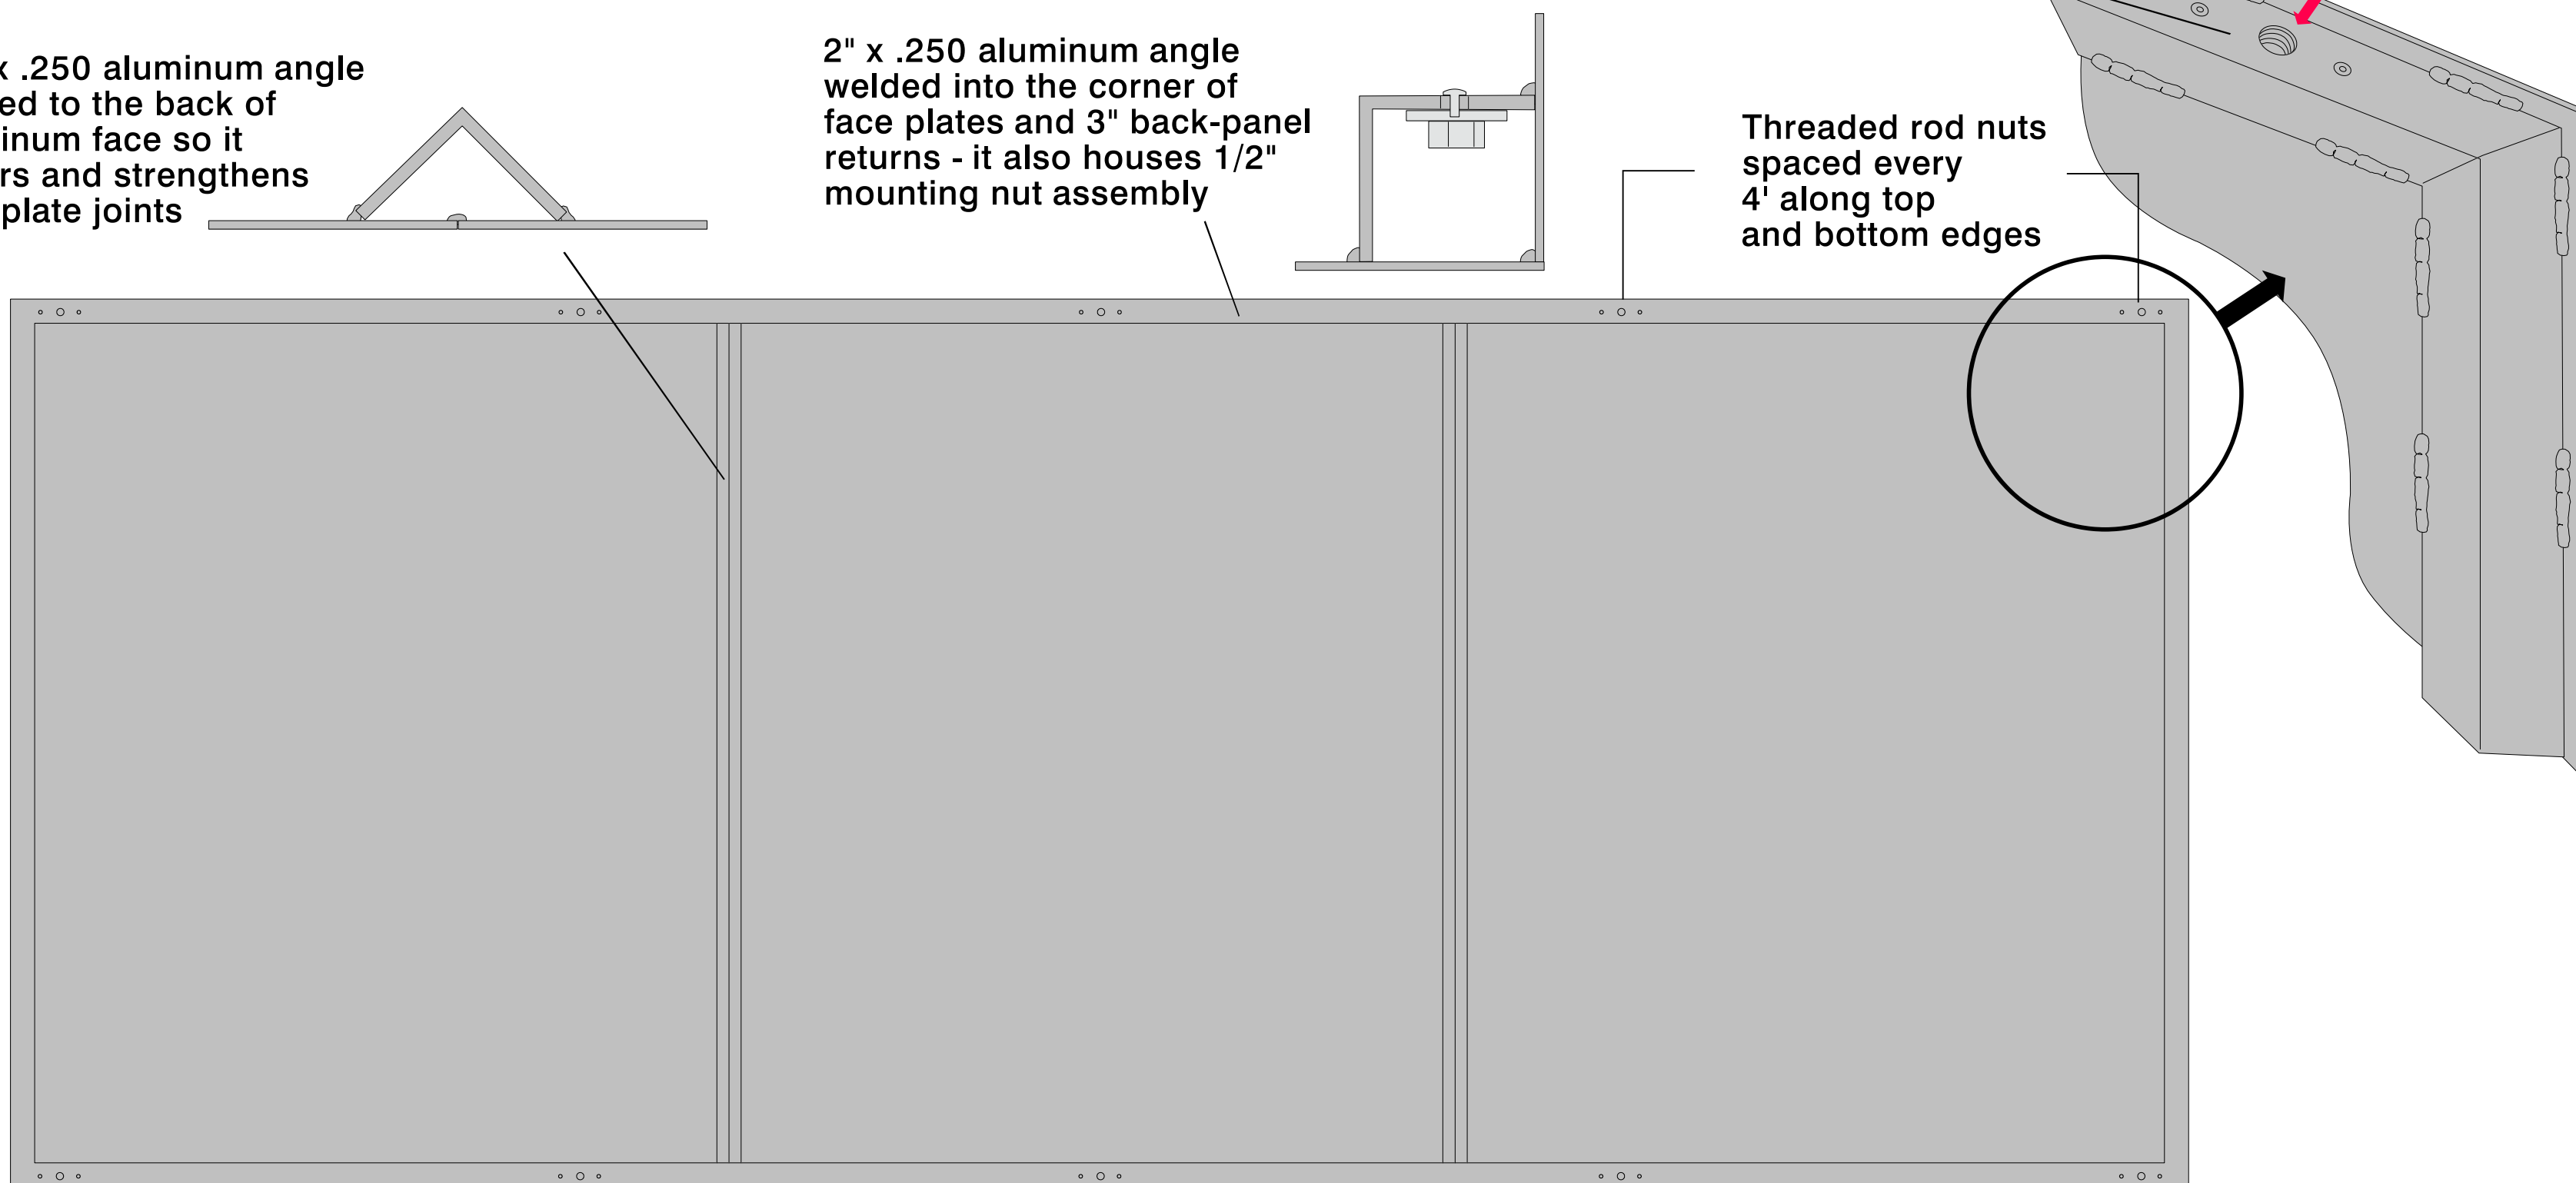 x .250 aluminum angle
ed to the back of
inum face so it
rs and strengthens
plate joints
2" x .250 aluminum angle
welded into the corner of
face plates and 3" back-panel
returns - it also houses 1/2"
mounting nut assembly
Threaded rod nuts
spaced every
4' along top
and bottom edges